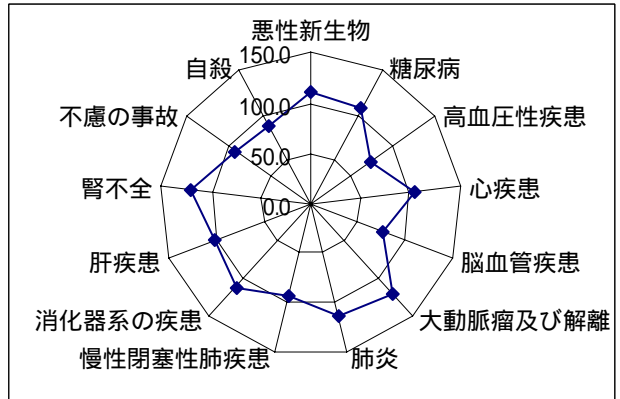 悪性新生物
150.0
100.0
50.0
0.0
糖尿病
高血圧性疾患
心疾患
脳血管疾患
大動脈瘤及び解離
肺炎
慢性閉塞性肺疾患
消化器系の疾患
肝疾患
腎不全
不慮の事故
自殺